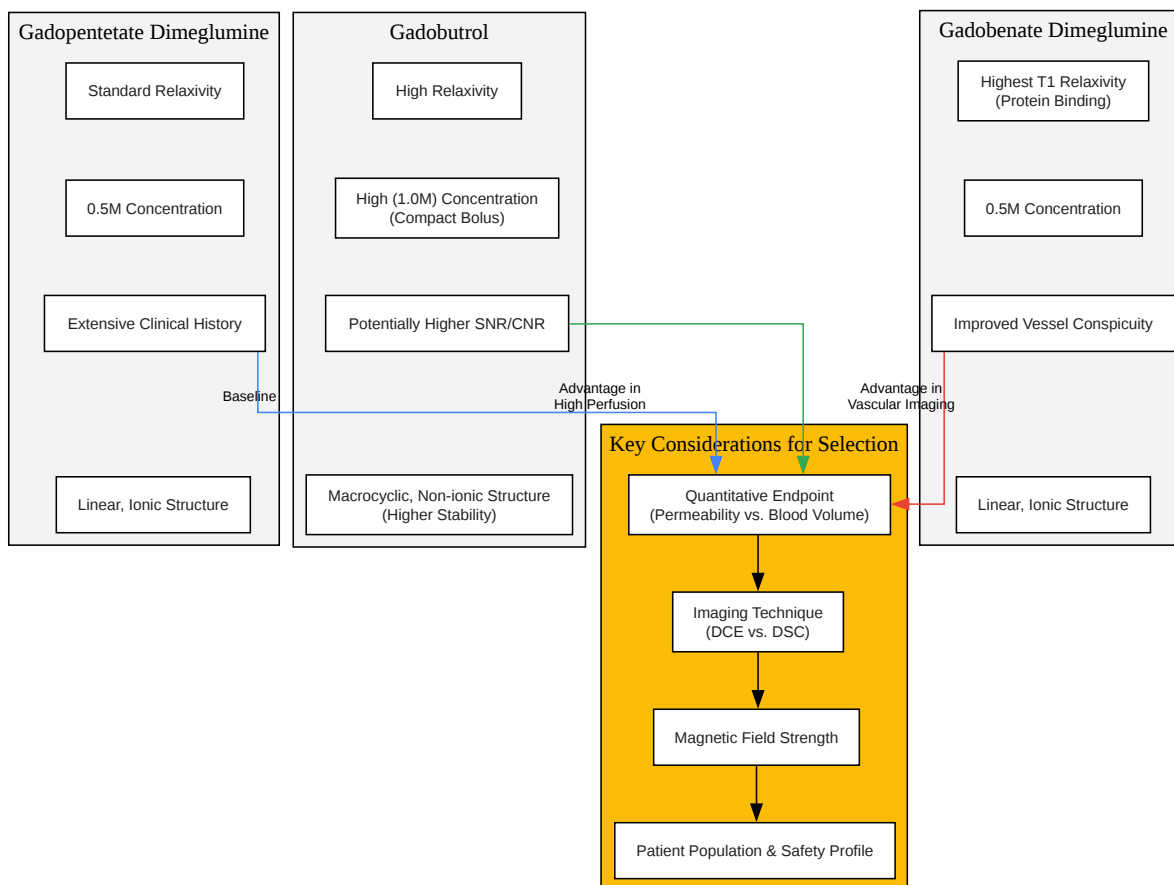 Gadopentetate Dimeglumine
Standard Relaxivity
0.5M Concentration
Extensive Clinical History
Linear, Ionic Structure
Gadobutrol
High Relaxivity
High (1.0M) Concentration
(Compact Bolus)
Potentially Higher SNR/CNR
Macrocyclic, Non-ionic Structure
(Higher Stability)
Gadobenate Dimeglumine
Highest T1 Relaxivity
(Protein Binding)
0.5M Concentration
Improved Vessel Conspicuity
Linear, Ionic Structure
Baseline
Advantage in
High Perfusion
Advantage in
Vascular Imaging
Key Considerations for Selection
Quantitative Endpoint
(Permeability vs. Blood Volume)
Imaging Technique
(DCE vs. DSC)
Magnetic Field Strength
Patient Population & Safety Profile